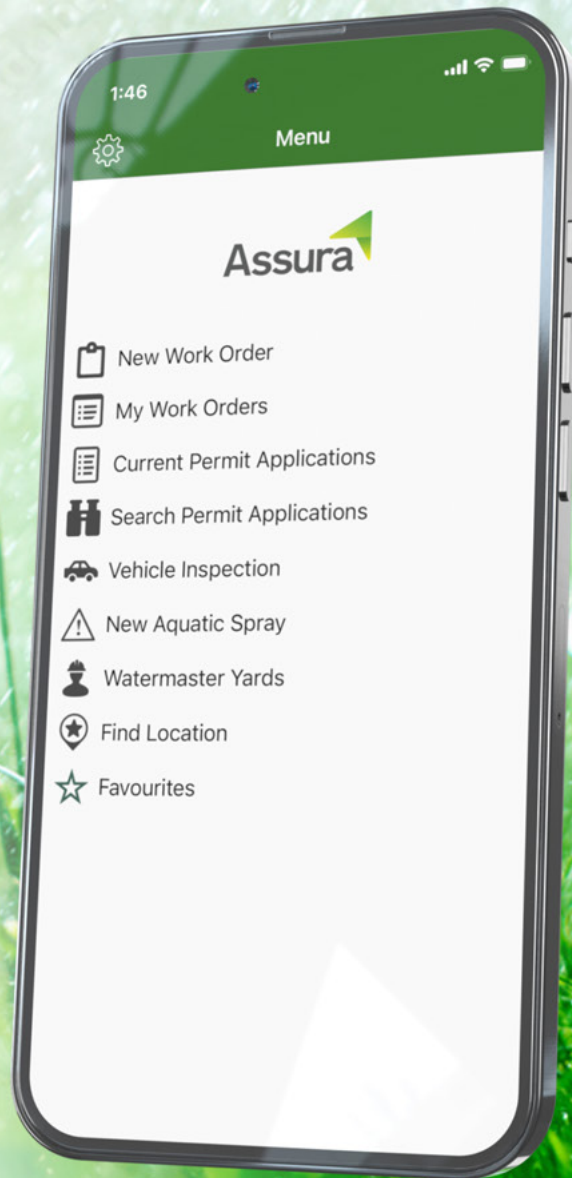 1:46
Menu
Assura
New Work Order
My Work Orders
Current Permit Applications
Search Permit Applications
Vehicle Inspection
New Aquatic Spray
Watermaster Yards
Find Location
Favourites